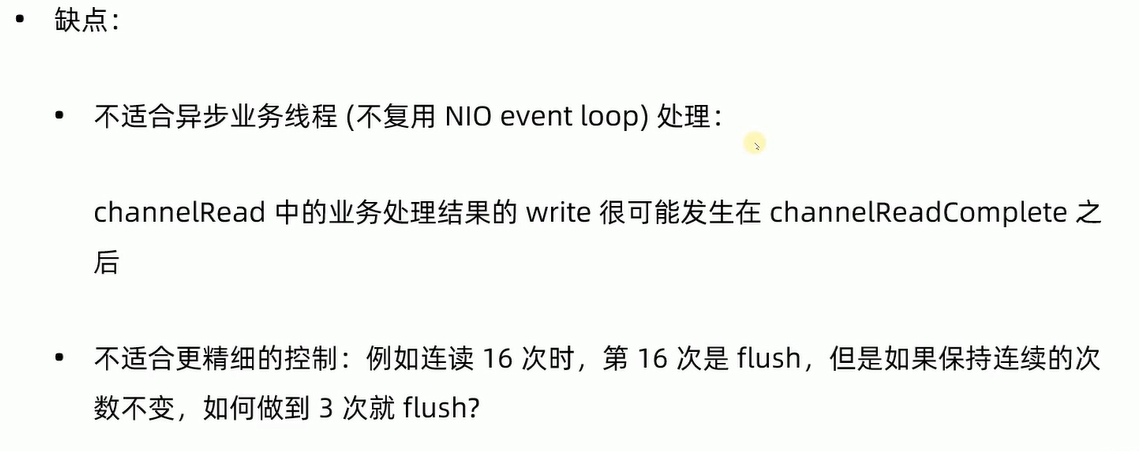 • 缺点：
• 不适合异步业务线程 (不复用 NIO event loop) 处理：
channelRead 中的业务处理结果的 write 很可能发生在 channelReadComplete 之
后
• 不适合更精细的控制：例如连读 16 次时，第 16 次是 flush，但是如果保持连续的次
数不变，如何做到 3 次就 flush?